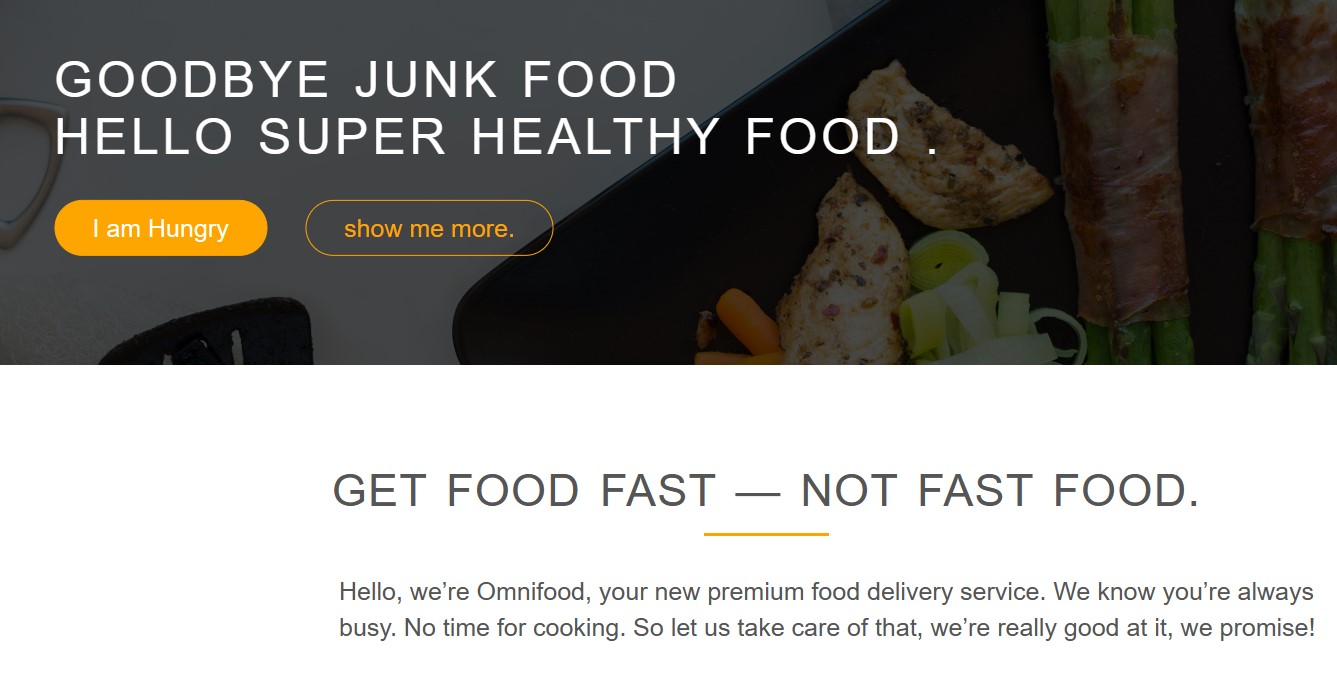 GOODBYE JUNK FOOD
HELLO SUPER HEALTHY FOOD .
I am Hungry
show me more.
GET FOOD FAST — NOT FAST FOOD.
Hello, we’re Omnifood, your new premium food delivery service. We know you’re always
busy. No time for cooking. So let us take care of that, we’re really good at it, we promise!